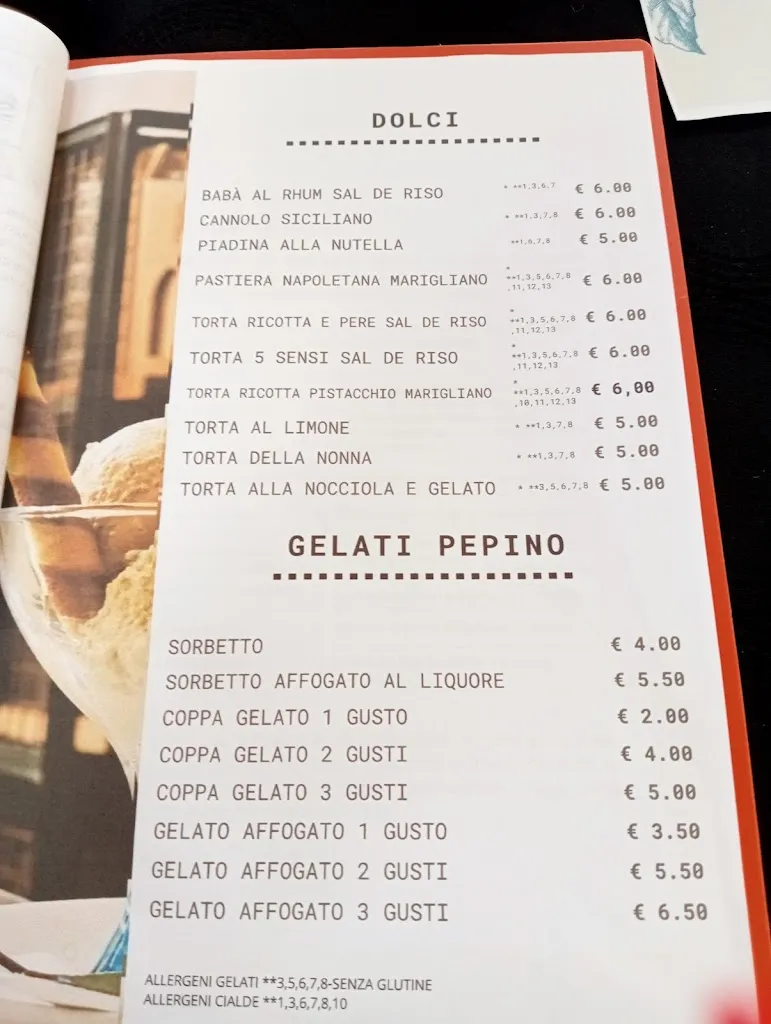 DOLCI
BABÀ AL RHUM SAL DE RISO * **1,3,6,7 € 6.00
CANNOLO SICILIANO * **1,3,7,8 € 6.00
PIADINA ALLA NUTELLA **1,6,7,8 € 5.00
PASTIERA NAPOLETANA MARIGLIANO * **1,3,5,6,7,8 ,11,12,13 € 6.00
TORTA RICOTTA E PERE SAL DE RISO * **1,3,5,6,7,8 ,11,12,13 € 6.00
TORTA 5 SENSI SAL DE RISO * **1,3,5,6,7,8 ,11,12,13 € 6.00
TORTA RICOTTA PISTACCHIO MARIGLIANO * **1,3,5,6,7,8 ,10,11,12,13 € 6,00
TORTA AL LIMONE * **1,3,7,8 € 5.00
TORTA DELLA NONNA * **1,3,7,8 € 5.00
TORTA ALLA NOCCIOLA E GELATO * **3,5,6,7,8 € 5.00
GELATI PEPINO
SORBETTO € 4.00
SORBETTO AFFOGATO AL LIQUORE € 5.50
COPPA GELATO 1 GUSTO € 2.00
COPPA GELATO 2 GUSTI € 4.00
COPPA GELATO 3 GUSTI € 5.00
GELATO AFFOGATO 1 GUSTO € 3.50
GELATO AFFOGATO 2 GUSTI € 5.50
GELATO AFFOGATO 3 GUSTI € 6.50
ALLERGENI GELATI **3,5,6,7,8-SENZA GLUTINE
ALLERGENI CIALDE **1,3,6,7,8,10